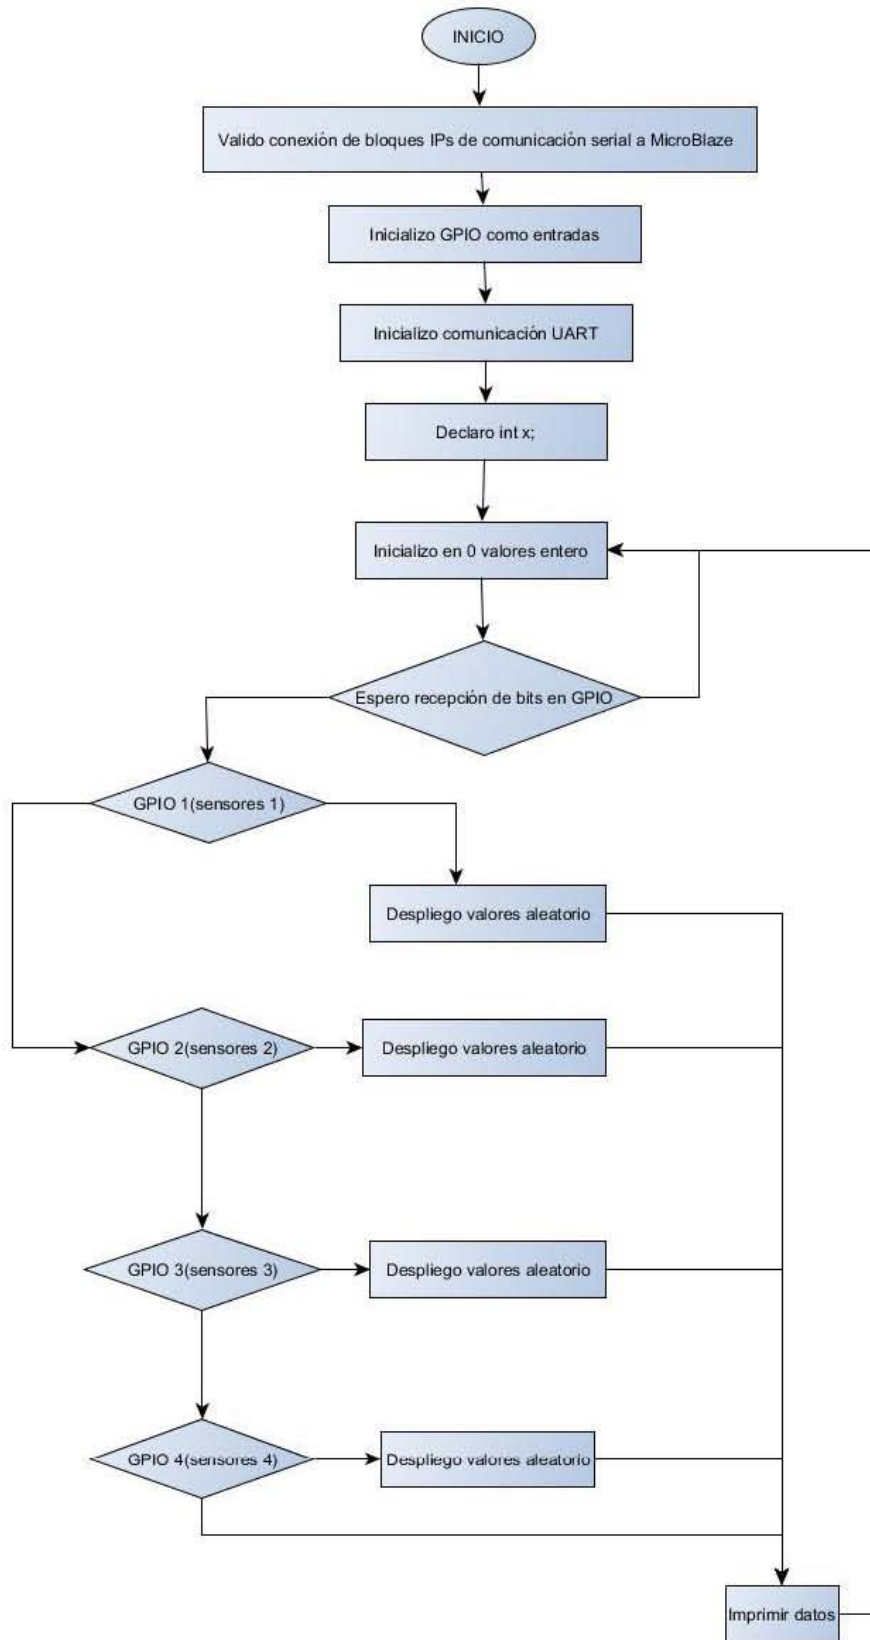 INICIO
Valido conexión de bloques IPs de comunicación serial a MicroBlaze
Inicializo GPIO como entradas
Inicializo comunicación UART
Declaro int x;
Inicializo en 0 valores entero
Espero recepción de bits en GPIO
GPIO 1(sensores 1)
Despliego valores aleatorio
GPIO 2(sensores 2)
Despliego valores aleatorio
GPIO 3(sensores 3)
Despliego valores aleatorio
GPIO 4(sensores 4)
Despliego valores aleatorio
Imprimir datos